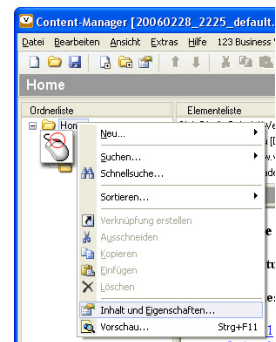 Content-Manager [20060228_2225_default.
Datei Bearbeiten Ansicht Extras Hilfe 123 Business
Home
Ordnerliste Elementeliste
Hom
Neu...
Suchen...
Schnellsuche...
Sortieren...
Verknüpfung erstellen
Ausschneiden
Kopieren
Einfügen
Löschen
Inhalt und Eigenschaften...
Vorschau... Strg+F11